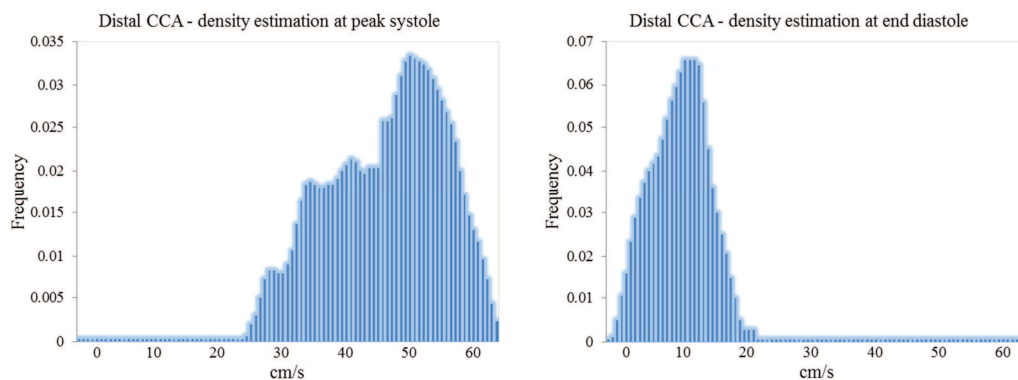 Distal CCA - density estimation at peak systole
0.035
0.03
0.025
0.02
0.015
0.01
0.005
0
Frequency
0 10 20 30 40 50 60
cm/s
Distal CCA - density estimation at end diastole
0.07
0.06
0.05
0.04
0.03
0.02
0.01
0
Frequency
0 10 20 30 40 50 60
cm/s